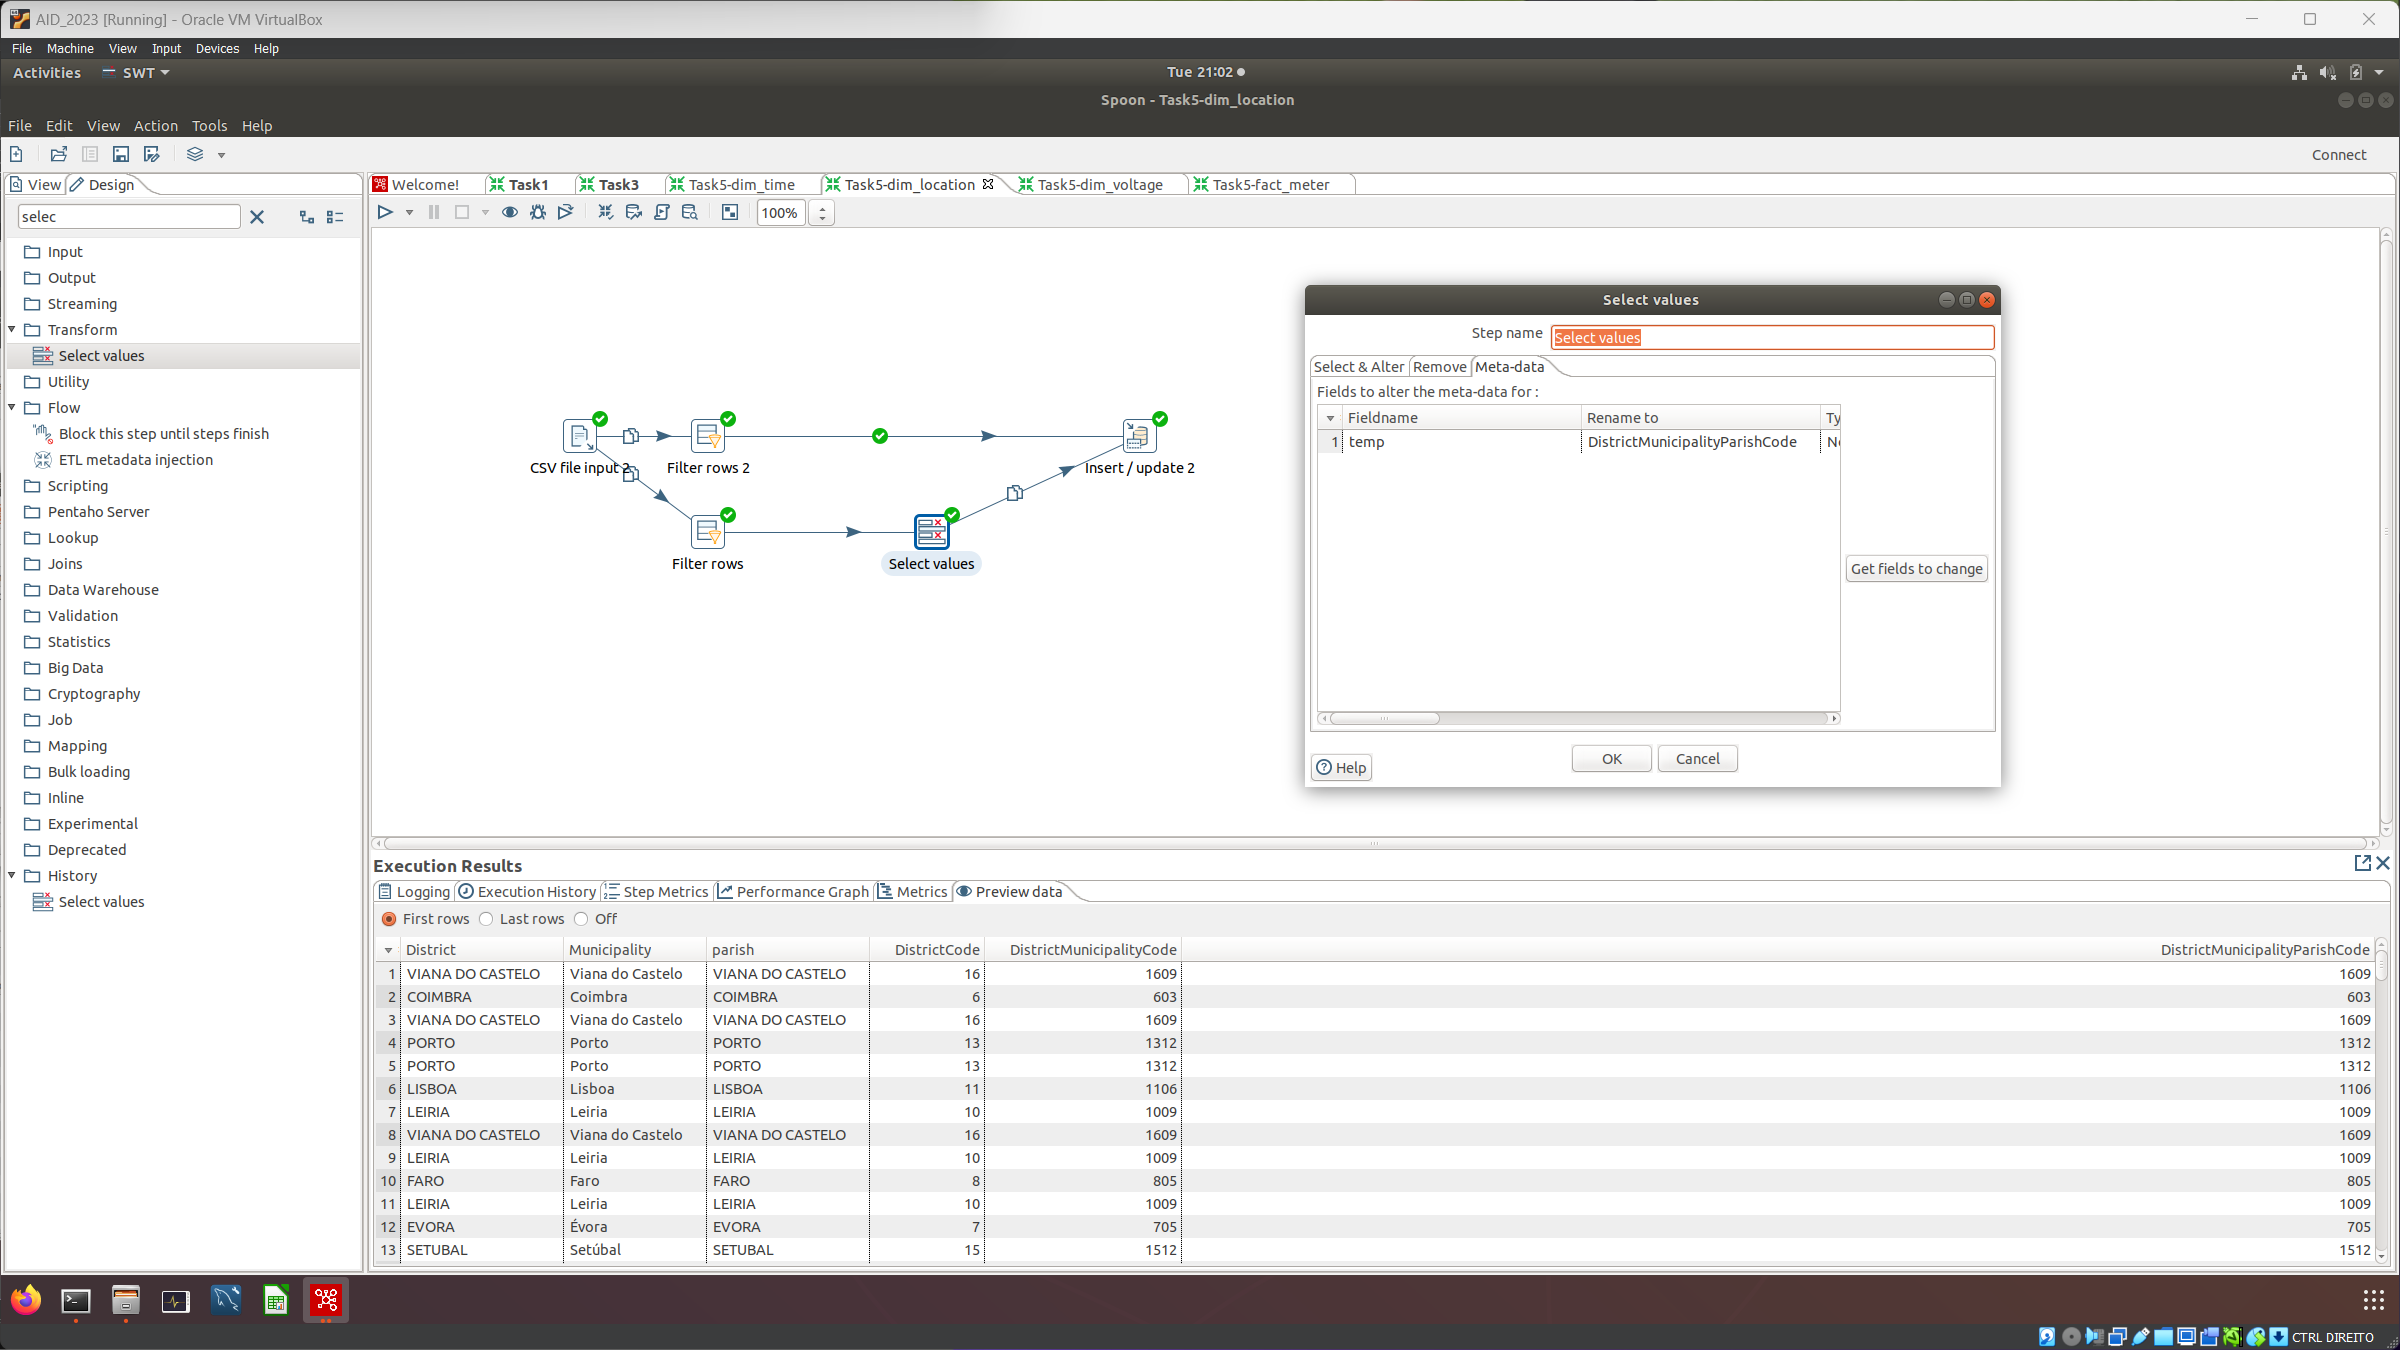 AID_2023 [Running] - Oracle VM VirtualBox
File Machine View Input Devices Help
Activities SWT Tue 21:02
Spoon - Task5-dim_location
File Edit View Action Tools Help
Connect
View Design
Welcome! Task1 Task3 Task5-dim_time Task5-dim_location Task5-dim_voltage Task5-fact_meter
selec
100%
Input
Output
Streaming
Transform
Select values
Utility
Flow
Block this step until steps finish
ETL metadata injection
Scripting
Pentaho Server
Lookup
Joins
Data Warehouse
Validation
Statistics
Big Data
Cryptography
Job
Mapping
Bulk loading
Inline
Experimental
Deprecated
History
Select values
CSV file input 2 Filter rows 2 Insert / update 2
Filter rows Select values
Select values
Step name Select values
Select & Alter Remove Meta-data
Fields to alter the meta-data for :
Fieldname Rename to Ty
1 temp DistrictMunicipalityParishCode
Get fields to change
OK Cancel
Help
Execution Results
Logging Execution History Step Metrics Performance Graph Metrics Preview data
First rows Last rows Off
District Municipality parish DistrictCode DistrictMunicipalityCode DistrictMunicipalityParishCode
1 VIANA DO CASTELO Viana do Castelo VIANA DO CASTELO 16 1609 1609
2 COIMBRA Coimbra COIMBRA 6 603 603
3 VIANA DO CASTELO Viana do Castelo VIANA DO CASTELO 16 1609 1609
4 PORTO Porto PORTO 13 1312 1312
5 PORTO Porto PORTO 13 1312 1312
6 LISBOA Lisboa LISBOA 11 1106 1106
7 LEIRIA Leiria LEIRIA 10 1009 1009
8 VIANA DO CASTELO Viana do Castelo VIANA DO CASTELO 16 1609 1609
9 LEIRIA Leiria LEIRIA 10 1009 1009
10 FARO Faro FARO 8 805 805
11 LEIRIA Leiria LEIRIA 10 1009 1009
12 EVORA Évora EVORA 7 705 705
13 SETUBAL Setúbal SETUBAL 15 1512 1512
CTRL DIREITO